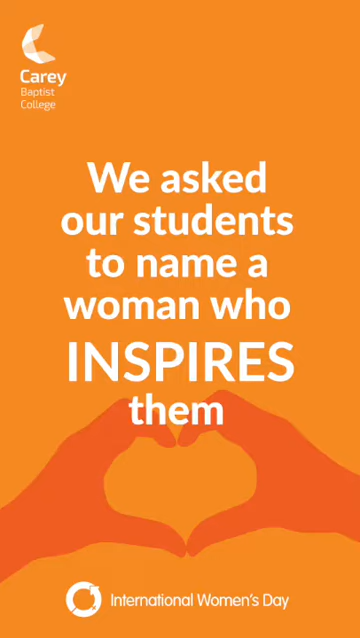 Carey
Baptist
College
We asked
our students
to name a
woman who
INSPIRES
them
International Women's Day